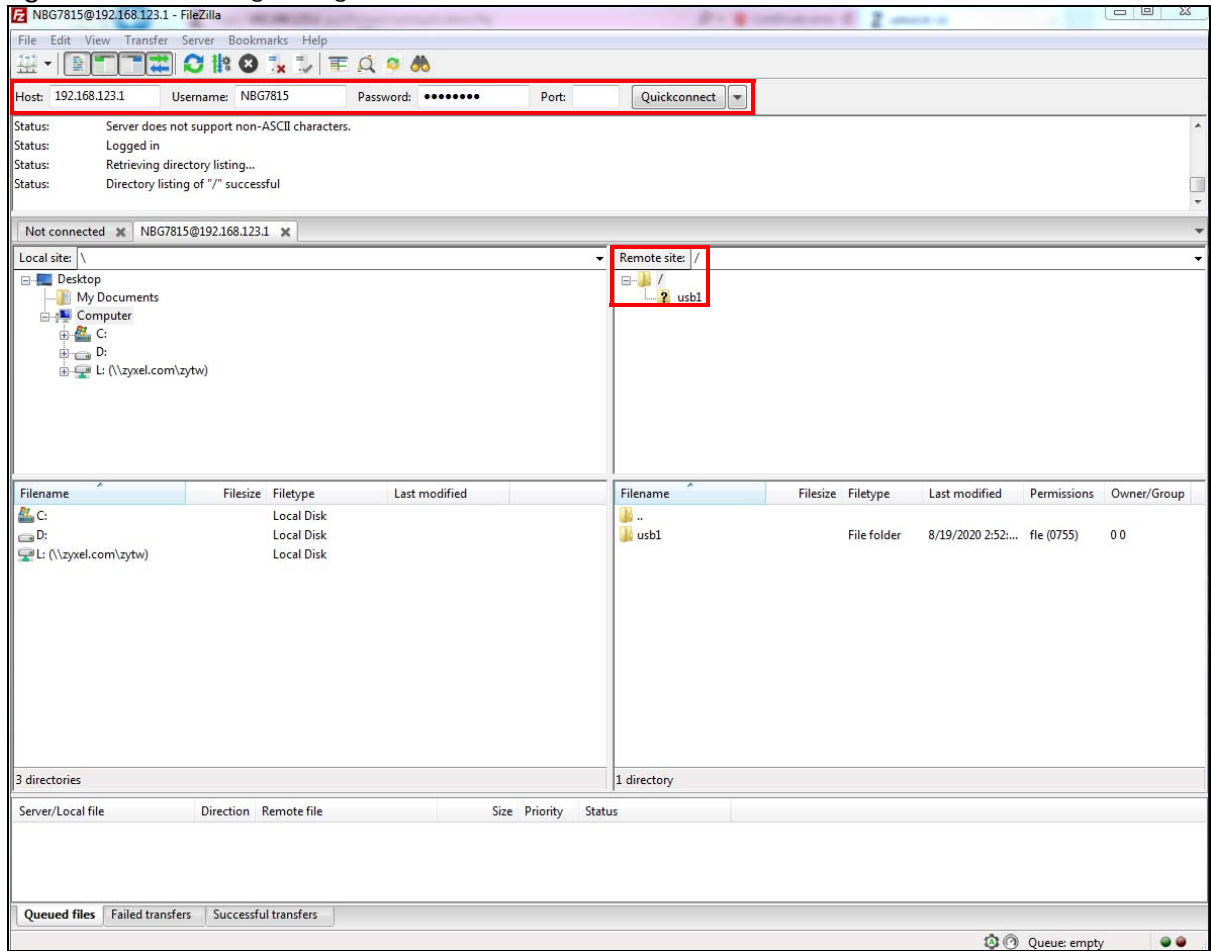 NBG7815@192.168.123.1 - FileZilla
File Edit View Transfer Server Bookmarks Help
Host: 192.168.123.1 Username: NBG7815 Password: •••••••• Port: Quickconnect
Status: Server does not support non-ASCII characters.
Status: Logged in
Status: Retrieving directory listing...
Status: Directory listing of "/" successful
Not connected NBG7815@192.168.123.1
Local site: \
Desktop
My Documents
Computer
C:
D:
L: (\\zyxel.com\zytw)
Remote site: /
/
? usb1
Filename Filesize Filetype Last modified
C: Local Disk
D: Local Disk
L: (\\zyxel.com\zytw) Local Disk
3 directories
Filename Filesize Filetype Last modified Permissions Owner/Group
..
usb1 File folder 8/19/2020 2:52:... fle (0755) 0 0
1 directory
Server/Local file Direction Remote file Size Priority Status
Queued files Failed transfers Successful transfers
Queue: empty